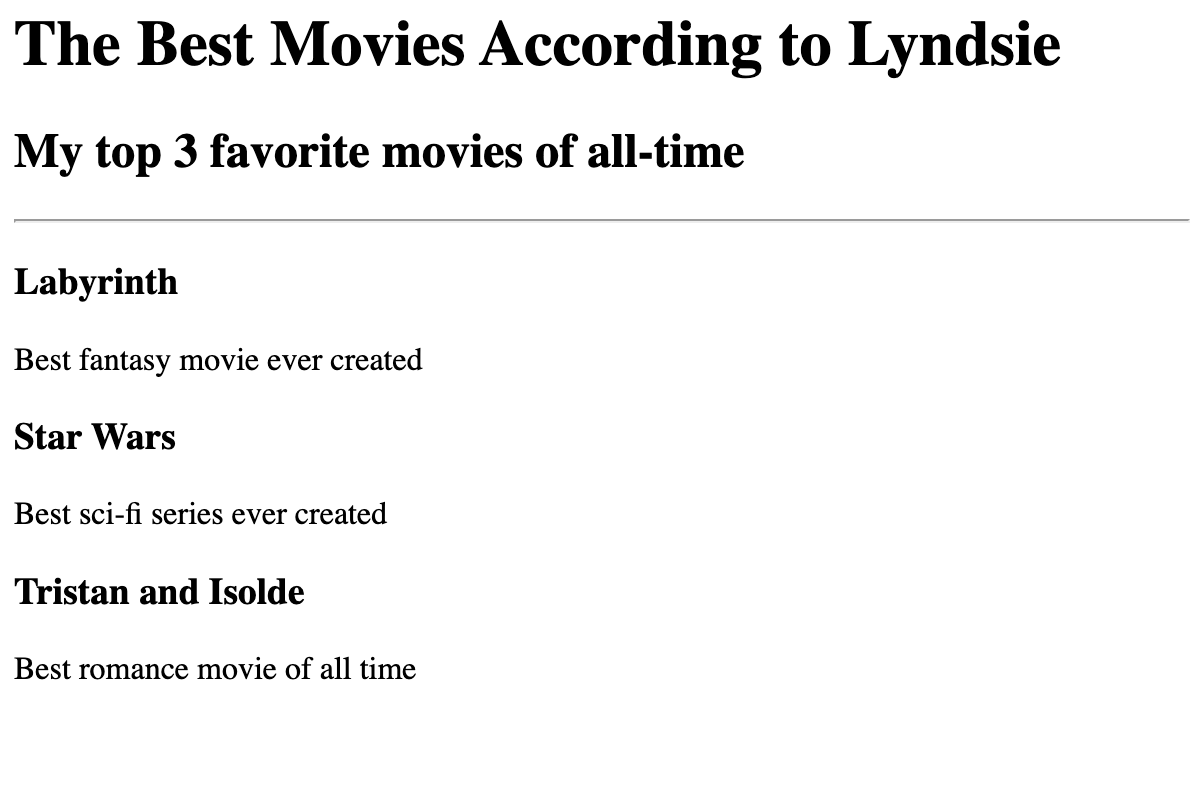 The Best Movies According to Lyndsie
My top 3 favorite movies of all-time
Labyrinth
Best fantasy movie ever created
Star Wars
Best sci-fi series ever created
Tristan and Isolde
Best romance movie of all time